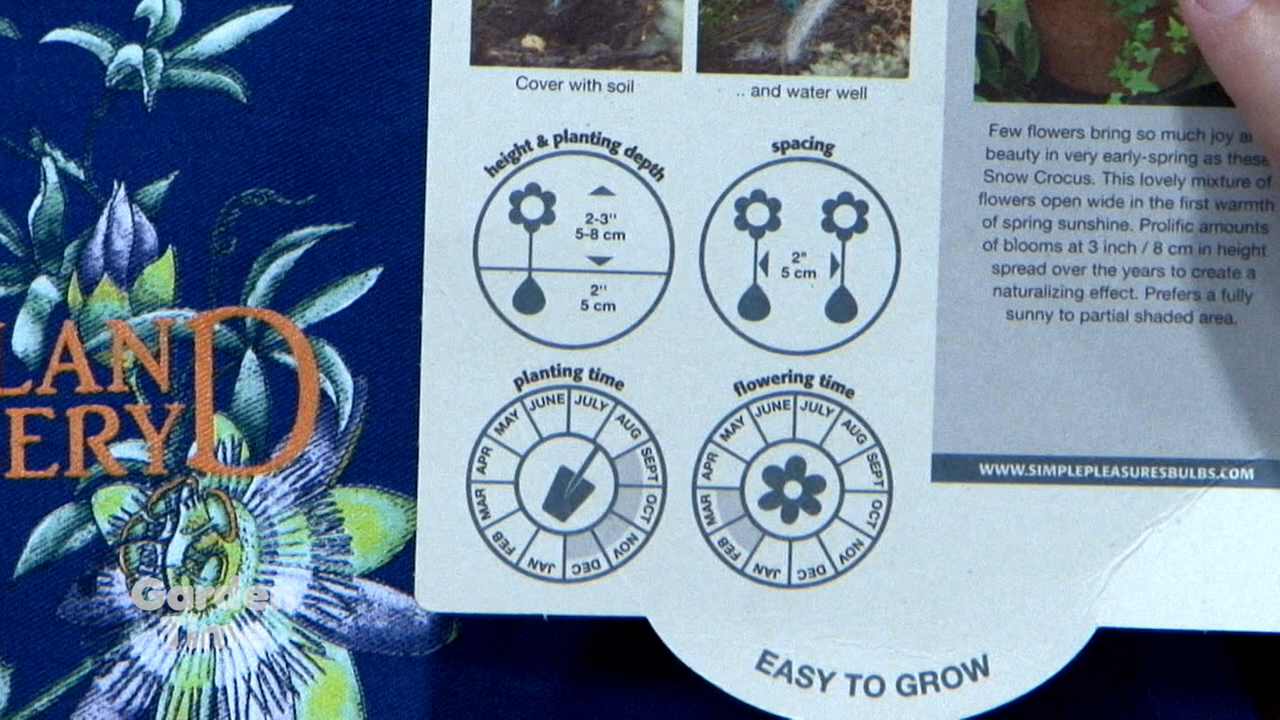 Cover with soil
.. and water well
height & planting depth
2-3"
5-8 cm
2"
5 cm
spacing
2"
5 cm
planting time
JAN FEB MAR APR MAY JUNE JULY AUG SEPT OCT NOV DEC
flowering time
JAN FEB MAR APR MAY JUNE JULY AUG SEPT OCT NOV DEC
EASY TO GROW
Few flowers bring so much joy
beauty in very early-spring as these
Snow Crocus. This lovely mixture of
flowers open wide in the first warmth
of spring sunshine. Prolific amounts
of blooms at 3 inch / 8 cm in height
spread over the years to create a
naturalizing effect. Prefers a fully
sunny to partial shaded area.
WWW.SIMPLEPLEASURESBULBS.COM
LAND
ERY
Garden